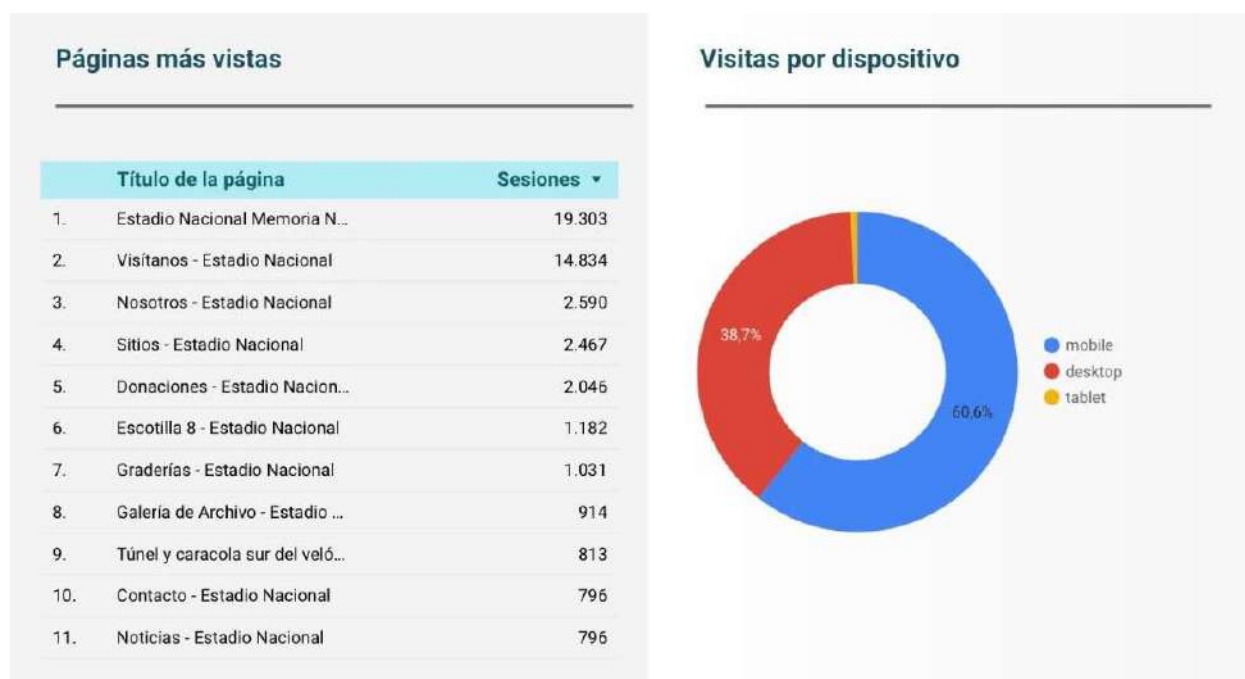 Páginas más vistas
Título de la página Sesiones
1. Estadio Nacional Memoria N... 19.303
2. Visítanos - Estadio Nacional 14.834
3. Nosotros - Estadio Nacional 2.590
4. Sitios - Estadio Nacional 2.467
5. Donaciones - Estadio Nacion... 2.046
6. Escotilla 8 - Estadio Nacional 1.182
7. Graderías - Estadio Nacional 1.031
8. Galería de Archivo - Estadio ... 914
9. Túnel y caracola sur del veló... 813
10. Contacto - Estadio Nacional 796
11. Noticias - Estadio Nacional 796
Visitas por dispositivo
38,7%
60,6%
mobile
desktop
tablet